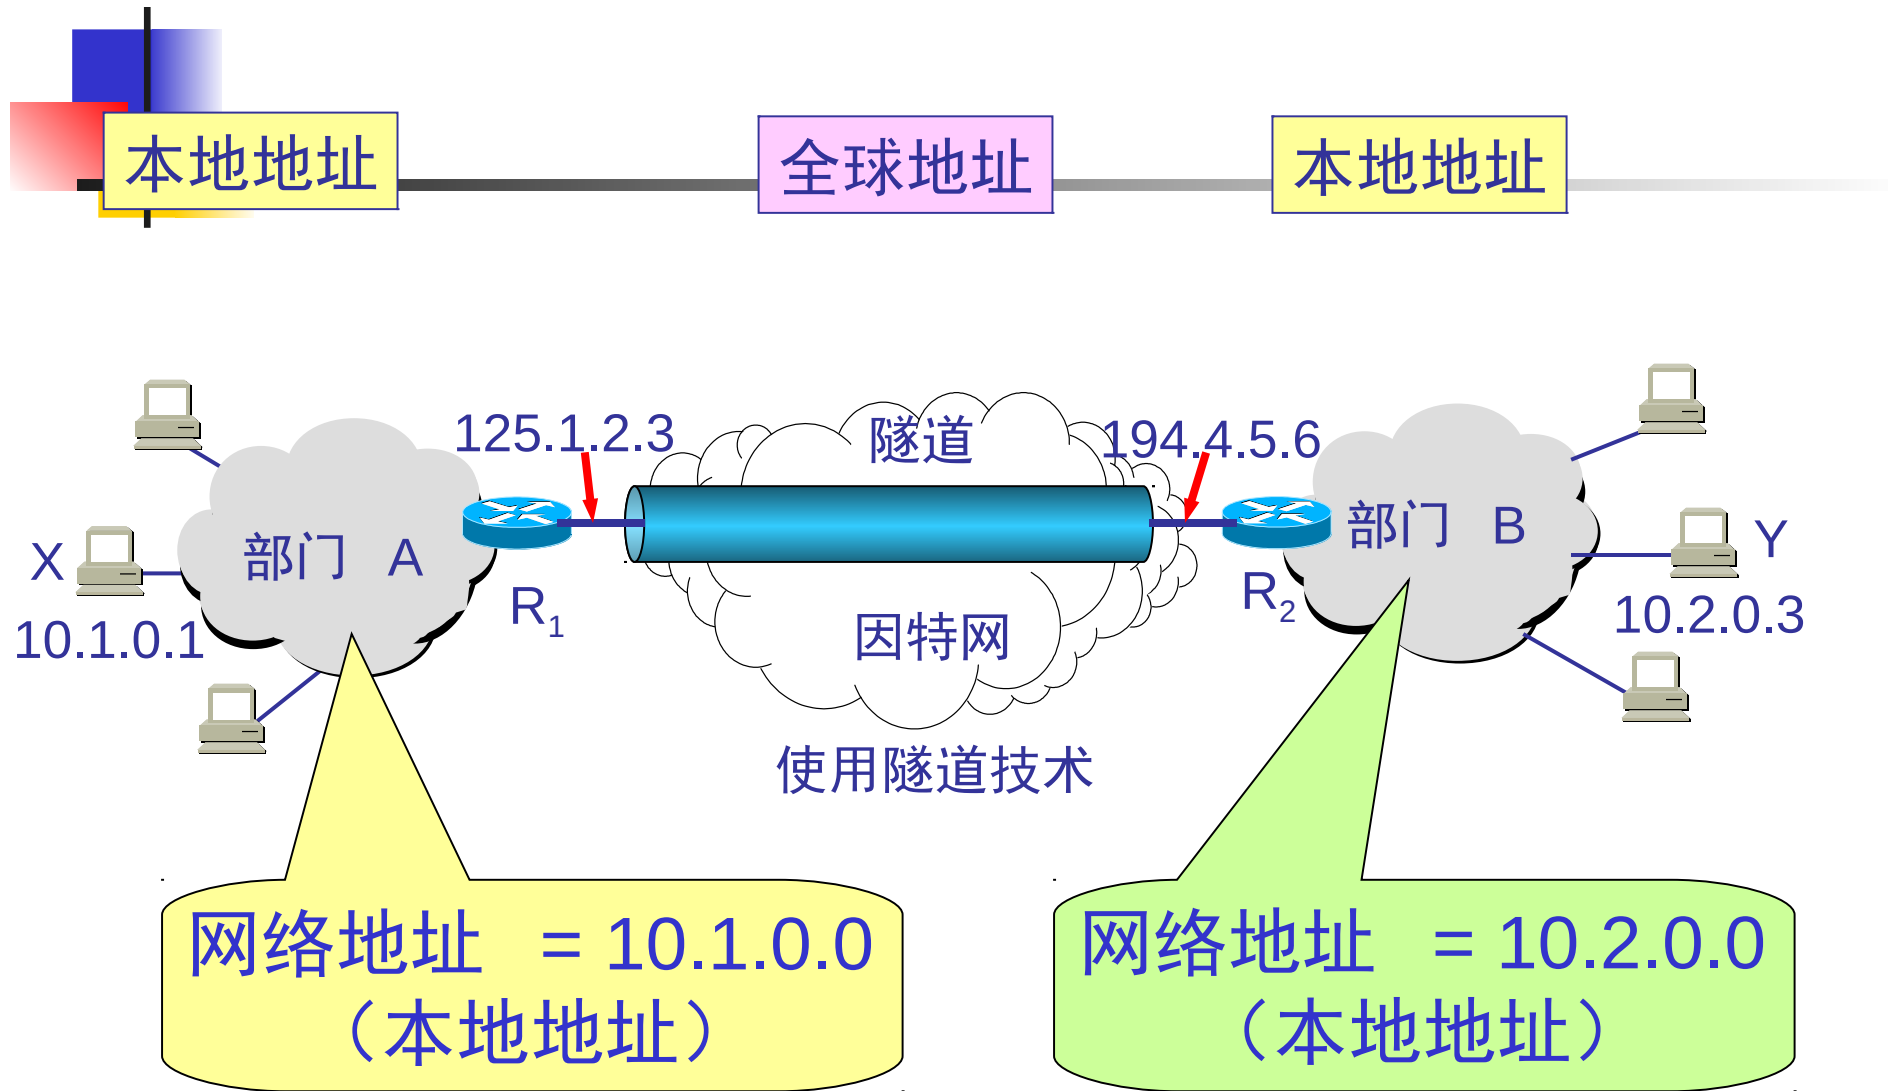 本地地址
全球地址
本地地址
125.1.2.3
隧道
194.4.5.6
X
部门 A
部门 B
Y
10.1.0.1
R1
因特网
R2
10.2.0.3
使用隧道技术
网络地址 = 10.1.0.0
（本地地址）
网络地址 = 10.2.0.0
（本地地址）